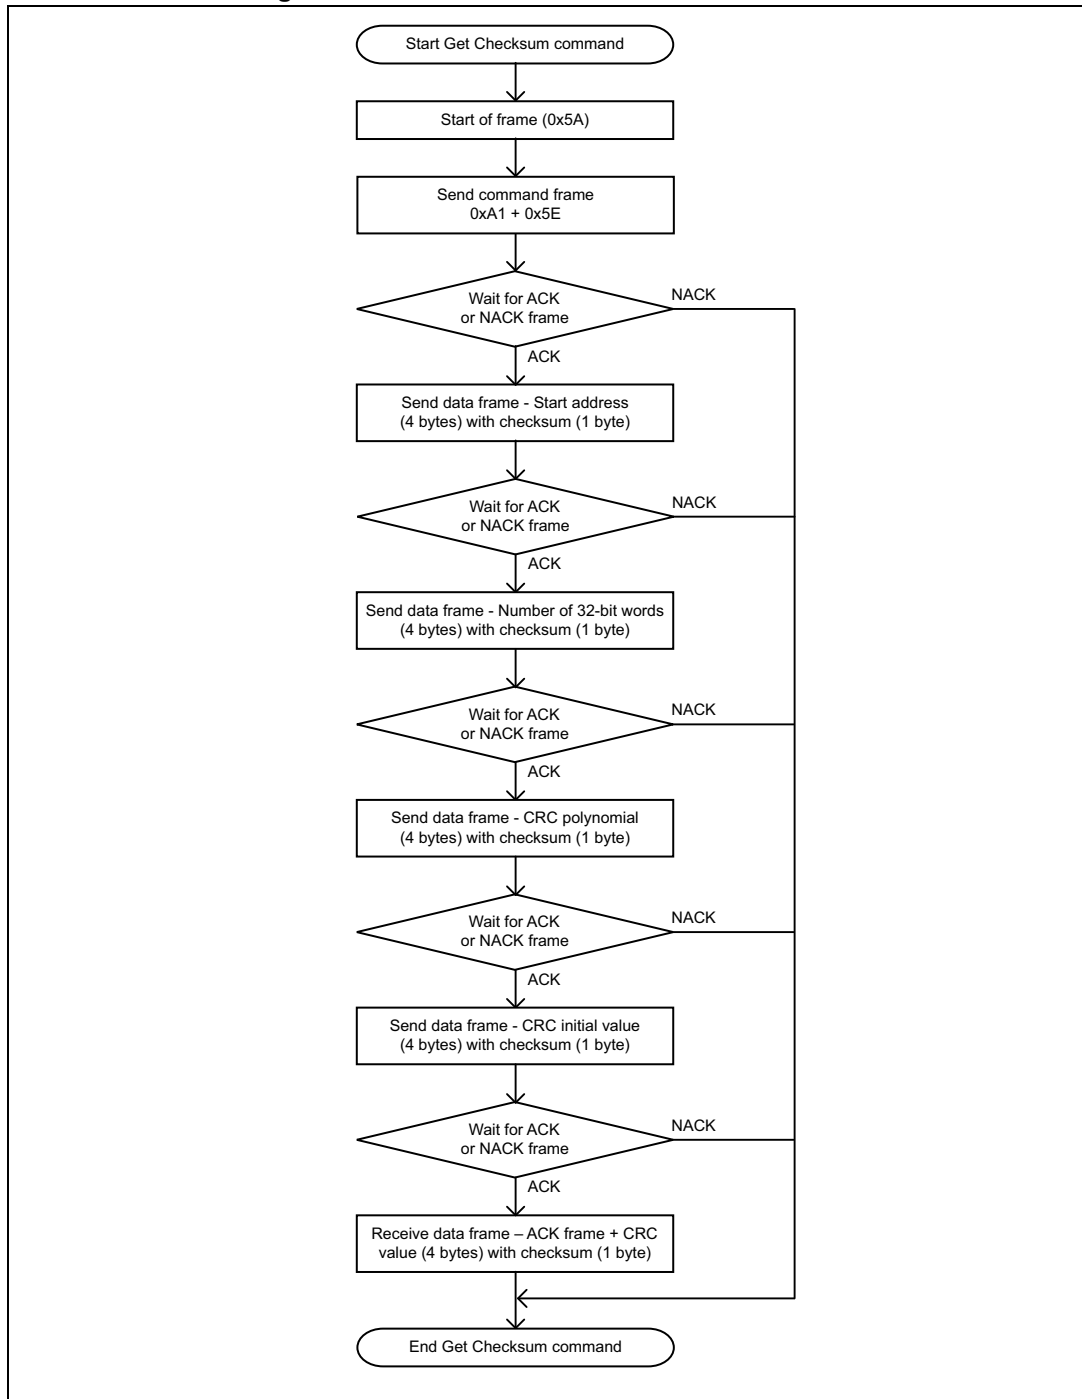 Start Get Checksum command
Start of frame (0x5A)
Send command frame
0xA1 + 0x5E
Wait for ACK
or NACK frame
NACK
ACK
Send data frame - Start address
(4 bytes) with checksum (1 byte)
Wait for ACK
or NACK frame
NACK
ACK
Send data frame - Number of 32-bit words
(4 bytes) with checksum (1 byte)
Wait for ACK
or NACK frame
NACK
ACK
Send data frame - CRC polynomial
(4 bytes) with checksum (1 byte)
Wait for ACK
or NACK frame
NACK
ACK
Send data frame - CRC initial value
(4 bytes) with checksum (1 byte)
Wait for ACK
or NACK frame
NACK
ACK
Receive data frame – ACK frame + CRC
value (4 bytes) with checksum (1 byte)
End Get Checksum command